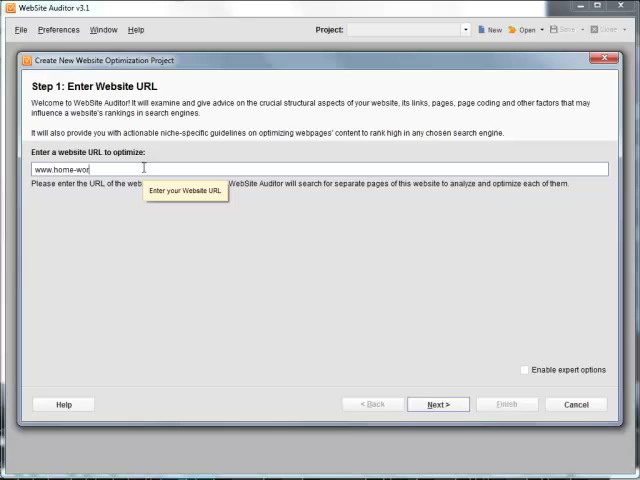 WebSite Auditor v3.1
File Preferences Window Help Project: New Open Save Close
Create New Website Optimization Project
Step 1: Enter Website URL
Welcome to WebSite Auditor! It will examine and give advice on the crucial structural aspects of your website, its links, pages, page coding and other factors that may
influence a website's rankings in search engines.
It will also provide you with actionable niche-specific guidelines on optimizing webpages' content to rank high in any chosen search engine.
Enter a website URL to optimize:
www.home-wor
Please enter the URL of the web WebSite Auditor will search for separate pages of this website to analyze and optimize each of them.
Enter your Website URL
Enable expert options
Help < Back Next > Finish Cancel